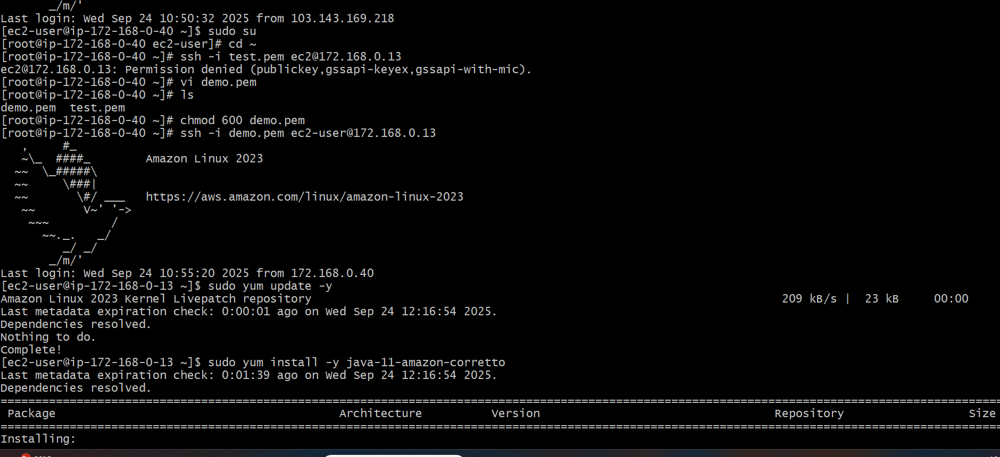 _/m/'
Last login: Wed Sep 24 10:50:32 2025 from 103.143.169.218
[ec2-user@ip-172-168-0-40 ~]$ sudo su
[root@ip-172-168-0-40 ec2-user]# cd ~
[root@ip-172-168-0-40 ~]# ssh -i test.pem ec2@172.168.0.13
ec2@172.168.0.13: Permission denied (publickey,gssapi-keyex,gssapi-with-mic).
[root@ip-172-168-0-40 ~]# vi demo.pem
[root@ip-172-168-0-40 ~]# ls
demo.pem  test.pem
[root@ip-172-168-0-40 ~]# chmod 600 demo.pem
[root@ip-172-168-0-40 ~]# ssh -i demo.pem ec2-user@172.168.0.13
   ,     #_
   ~\_  ####_        Amazon Linux 2023
  ~~  \_#####\
  ~~     \###|
  ~~       \#/ ___   https://aws.amazon.com/linux/amazon-linux-2023
   ~~       V~' '->
    ~~~         /
      ~~._.   _/
         _/ _/
       _/m/'
Last login: Wed Sep 24 10:55:20 2025 from 172.168.0.40
[ec2-user@ip-172-168-0-13 ~]$ sudo yum update -y
Amazon Linux 2023 Kernel Livepatch repository 209 kB/s |  23 kB     00:00
Last metadata expiration check: 0:00:01 ago on Wed Sep 24 12:16:54 2025.
Dependencies resolved.
Nothing to do.
Complete!
[ec2-user@ip-172-168-0-13 ~]$ sudo yum install -y java-11-amazon-corretto
Last metadata expiration check: 0:01:39 ago on Wed Sep 24 12:16:54 2025.
Dependencies resolved.
================================================================================
 Package Architecture Version Repository Size
================================================================================
Installing: